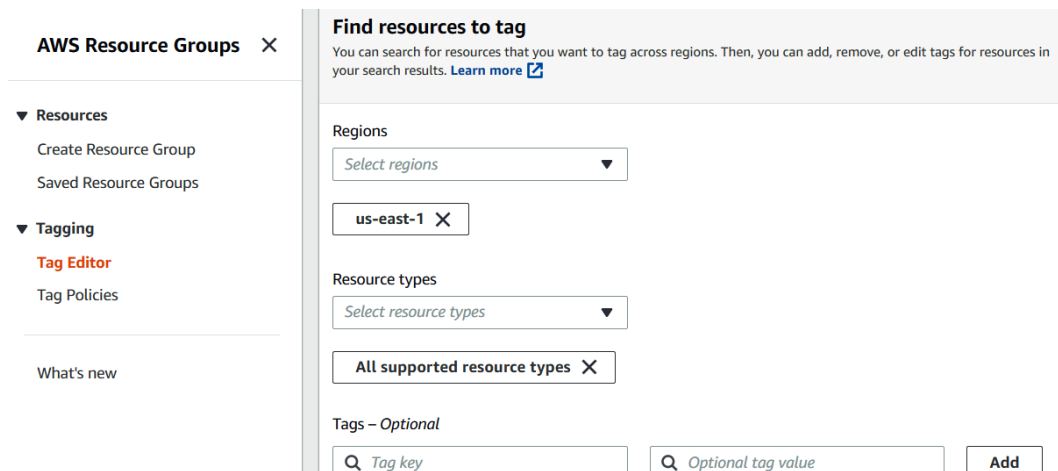 AWS Resource Groups
Resources
Create Resource Group
Saved Resource Groups
Tagging
Tag Editor
Tag Policies
What's new
Find resources to tag
You can search for resources that you want to tag across regions. Then, you can add, remove, or edit tags for resources in
your search results. Learn more
Regions
Select regions
us-east-1
Resource types
Select resource types
All supported resource types
Tags – Optional
Tag key
Optional tag value
Add